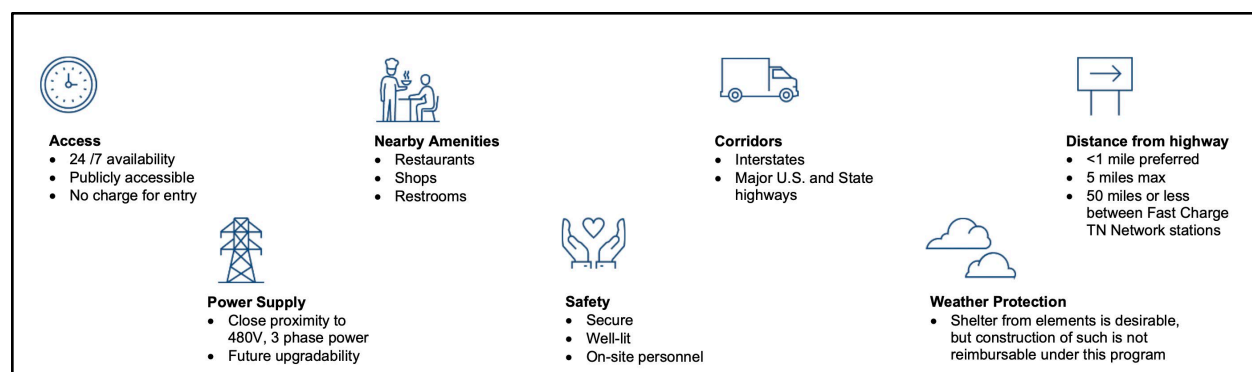 Access
• 24 /7 availability
• Publicly accessible
• No charge for entry
Nearby Amenities
• Restaurants
• Shops
• Restrooms
Corridors
• Interstates
• Major U.S. and State
highways
Distance from highway
• <1 mile preferred
• 5 miles max
• 50 miles or less
between Fast Charge
TN Network stations
Power Supply
• Close proximity to
480V, 3 phase power
• Future upgradability
Safety
• Secure
• Well-lit
• On-site personnel
Weather Protection
• Shelter from elements is desirable,
but construction of such is not
reimbursable under this program